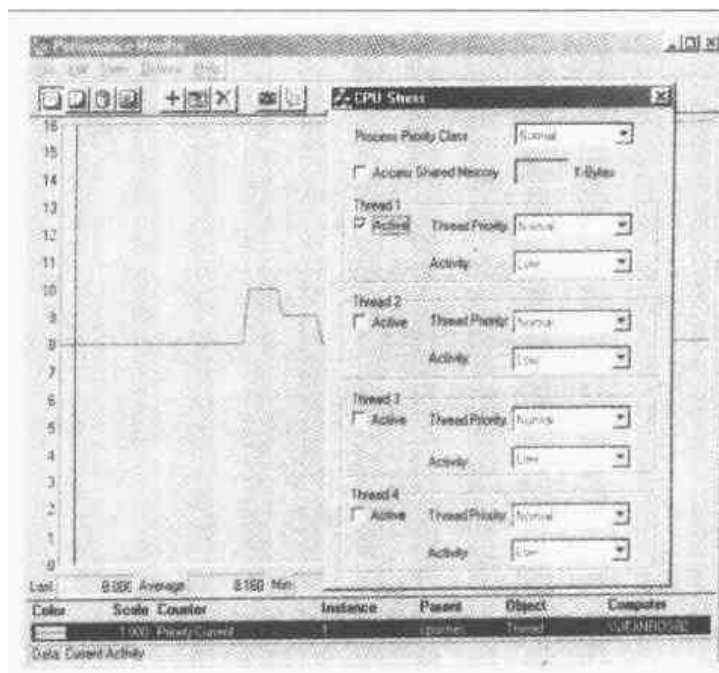 Performance Monitor
Edit View Options Help
CPU Stress
Process Priority Class Normal
Access Shared Memory K-Bytes
Thread 1
Active Thread Priority Normal
Activity Low
Thread 2
Active Thread Priority Normal
Activity Low
Thread 3
Active Thread Priority Normal
Activity Low
Thread 4
Active Thread Priority Normal
Activity Low
16
15
14
13
12
11
10
9
8
7
6
5
4
3
2
1
0
Last 8.000 Average 8.160 Min
Color Scale Counter Instance Parent Object Computer
1.000 Priority Current 1 Thread
Data: Current Activity